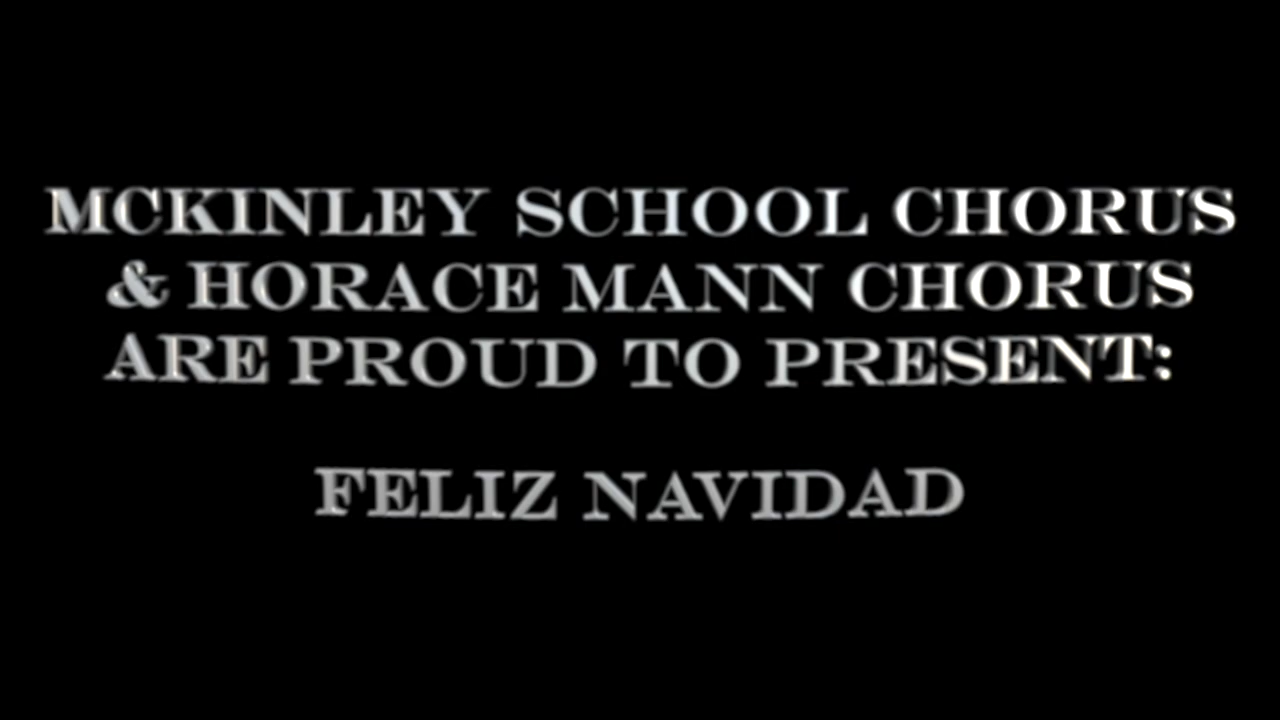 MCKINLEY SCHOOL CHORUS
& HORACE MANN CHORUS
ARE PROUD TO PRESENT:
FELIZ NAVIDAD